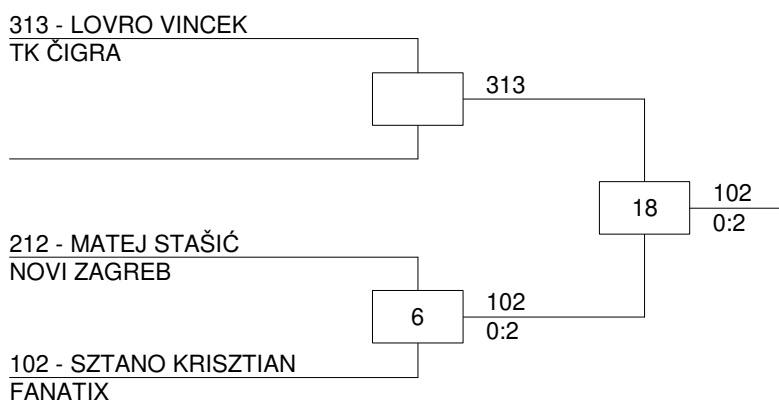 313 - LOVRO VINCEK
TK ČIGRA
313
18
102
0:2
212 - MATEJ STAŠIĆ
NOVI ZAGREB
6
102
0:2
102 - SZTANO KRISZTIAN
FANATIX